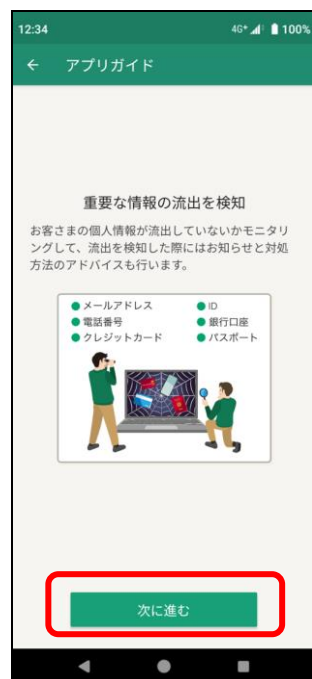 12:34 4G+ 100%
← アプリガイド
重要な情報の流出を検知
お客さまの個人情報が流出していないかモニタリ
ングして、流出を検知した際にはお知らせと対処
方法のアドバイスも行います。
●メールアドレス ●ID
●電話番号 ●銀行口座
●クレジットカード ●パスポート
次に進む